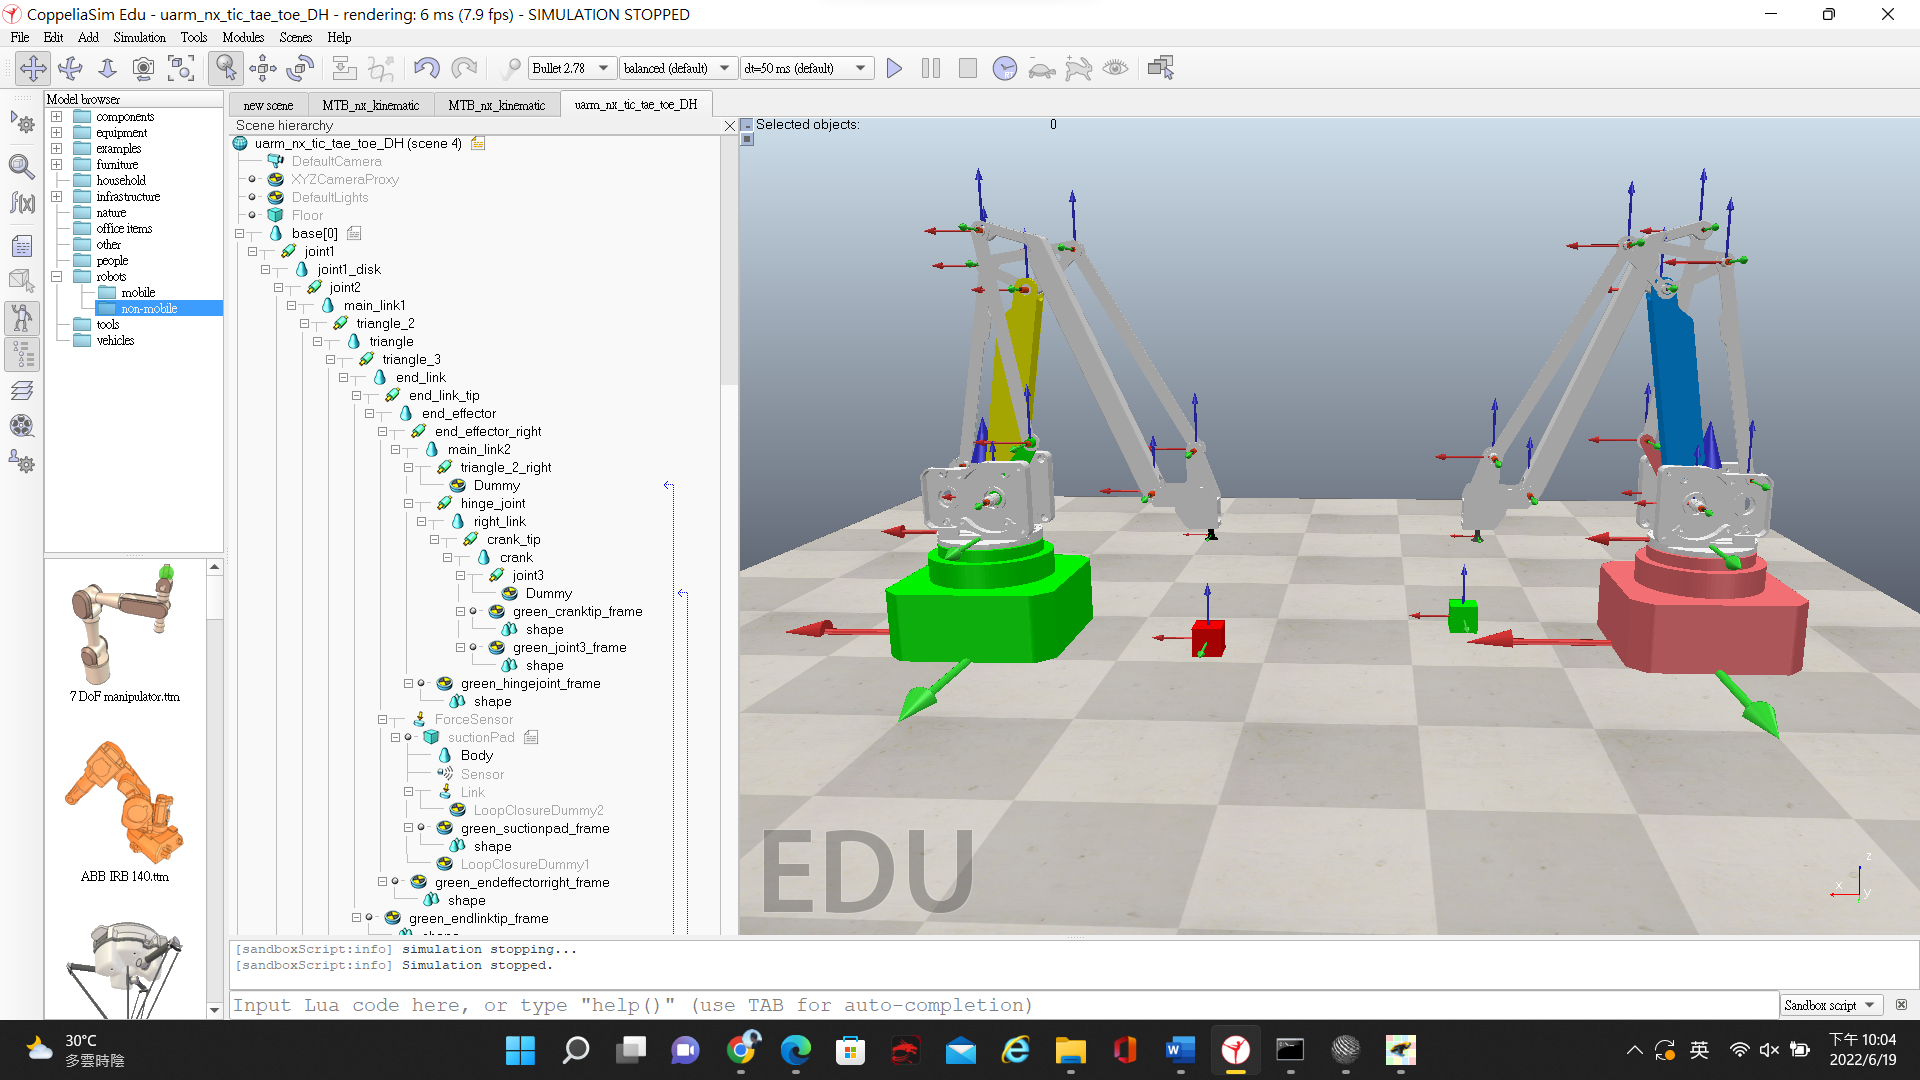 CoppeliaSim Edu - uarm_nx_tic_tae_toe_DH - rendering: 6 ms (7.9 fps) - SIMULATION STOPPED
File Edit Add Simulation Tools Modules Scenes Help
Bullet 2.78 balanced (default) dt=50 ms (default)
RT
f(x)
Model browser
components
equipment
examples
furniture
household
infrastructure
nature
office items
other
people
robots
mobile
non-mobile
tools
vehicles
7 DoF manipulator.ttm
ABB IRB 140.ttm
new scene MTB_nx_kinematic MTB_nx_kinematic uarm_nx_tic_tae_toe_DH
Scene hierarchy
uarm_nx_tic_tae_toe_DH (scene 4)
DefaultCamera
XYZCameraProxy
DefaultLights
Floor
base[0]
joint1
joint1_disk
joint2
main_link1
triangle_2
triangle
triangle_3
end_link
end_link_tip
end_effector
end_effector_right
main_link2
triangle_2_right
Dummy
hinge_joint
right_link
crank_tip
crank
joint3
Dummy
green_cranktip_frame
shape
green_joint3_frame
shape
green_hingejoint_frame
shape
ForceSensor
suctionPad
Body
Sensor
Link
LoopClosureDummy2
green_suctionpad_frame
shape
LoopClosureDummy1
green_endeffectorright_frame
shape
green_endlinktip_frame
Selected objects: 0
EDU
z
x
y
[sandboxScript:info] simulation stopping...
[sandboxScript:info] Simulation stopped.
Input Lua code here, or type "help()" (use TAB for auto-completion)
Sandbox script
30°C
多雲時陰
英
下午 10:04
2022/6/19